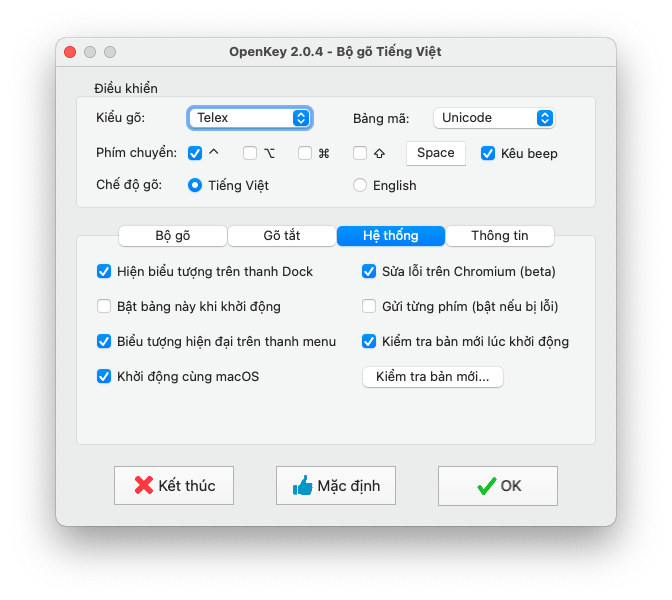 OpenKey 2.0.4 - Bộ gõ Tiếng Việt
Điều khiển
Kiểu gõ: Telex Bảng mã: Unicode
Phím chuyển: ^ ⌥ ⌘ ⇧ Space Kêu beep
Chế độ gõ: Tiếng Việt English
Bộ gõ Gõ tắt Hệ thống Thông tin
Hiện biểu tượng trên thanh Dock Sửa lỗi trên Chromium (beta)
Bật bảng này khi khởi động Gửi từng phím (bật nếu bị lỗi)
Biểu tượng hiện đại trên thanh menu Kiểm tra bản mới lúc khởi động
Khởi động cùng macOS Kiểm tra bản mới...
Kết thúc Mặc định OK